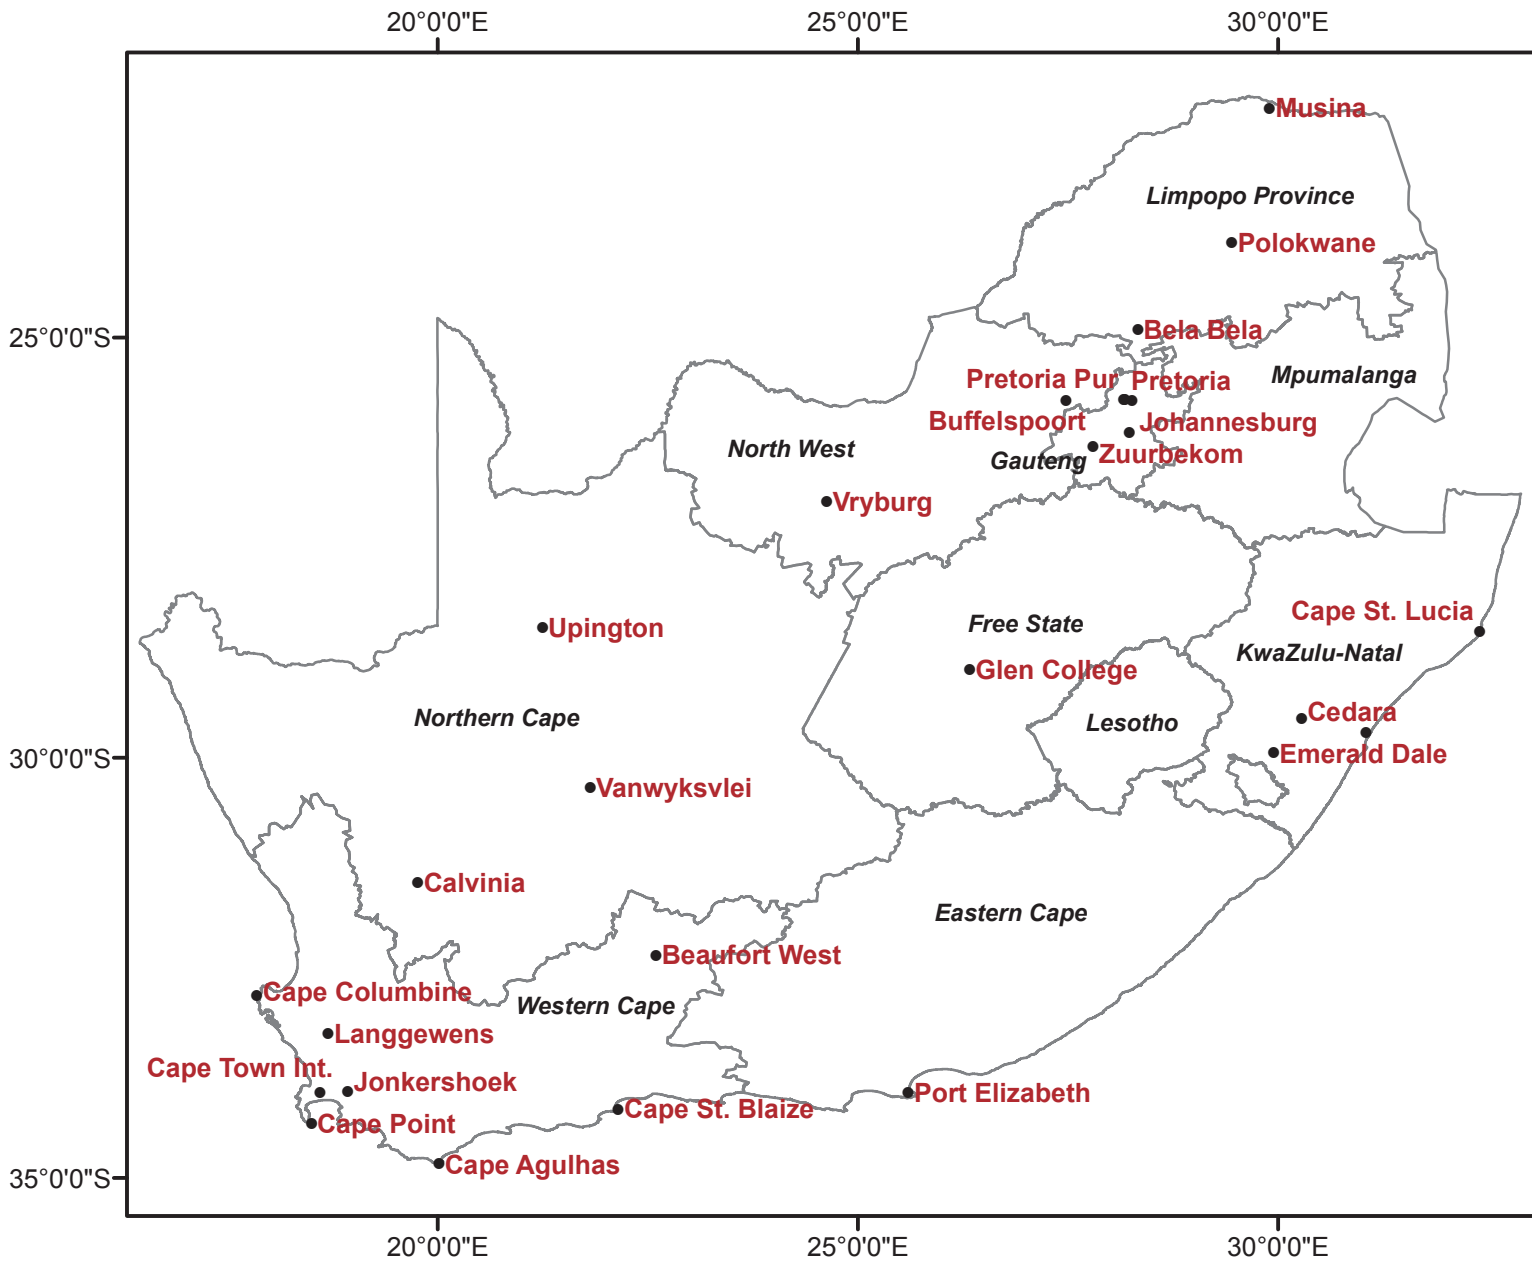 20°0'0"E 25°0'0"E 30°0'0"E
Musina
Limpopo Province
Polokwane
25°0'0"S
Bela Bela
Pretoria Pur Pretoria
Mpumalanga
Buffelspoort Johannesburg
North West
Gauteng Zuurbekom
Vryburg
Cape St. Lucia
Upington
Free State
KwaZulu-Natal
Glen College
Northern Cape
Lesotho
Cedara
30°0'0"S
Emerald Dale
Vanwyksvlei
Calvinia
Eastern Cape
Beaufort West
Cape Columbine
Western Cape
Langgewens
Cape Town Int.
Jonkershoek
Port Elizabeth
Cape St. Blaize
Cape Point
Cape Agulhas
35°0'0"S
20°0'0"E 25°0'0"E 30°0'0"E